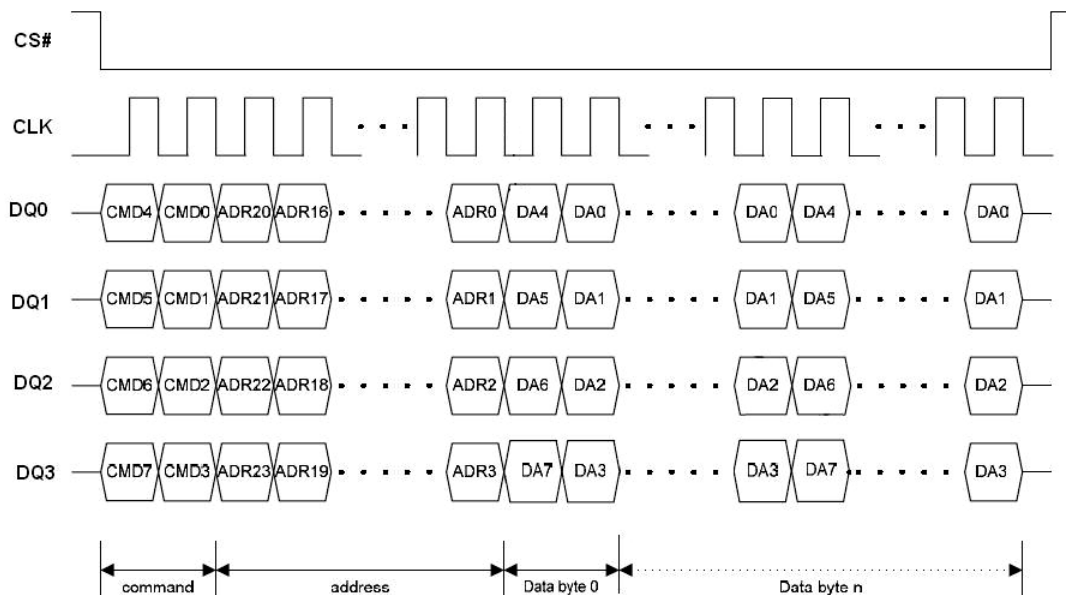 CS#
CLK
DQ0 CMD4 CMD0 ADR20 ADR16 ADR0 DA4 DA0 DA0 DA4 DA0
DQ1 CMD5 CMD1 ADR21 ADR17 ADR1 DA5 DA1 DA1 DA5 DA1
DQ2 CMD6 CMD2 ADR22 ADR18 ADR2 DA6 DA2 DA2 DA6 DA2
DQ3 CMD7 CMD3 ADR23 ADR19 ADR3 DA7 DA3 DA3 DA7 DA3
command address Data byte 0 Data byte n